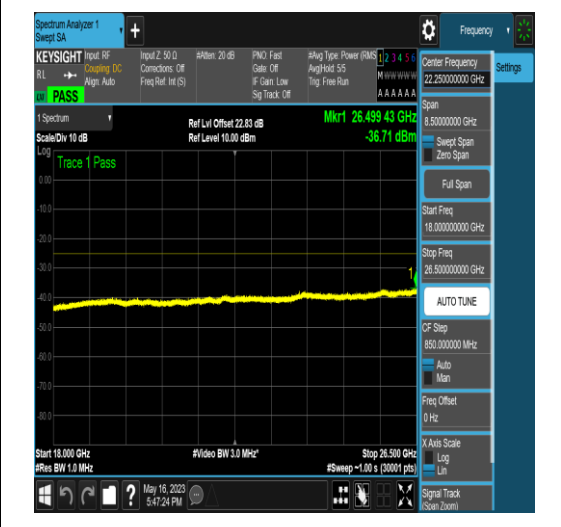 Spectrum Analyzer 1
Swept SA
+
Frequency
KEYSIGHT
RL
Input: RF
Coupling: DC
Align: Auto
Input Z: 50 Ω
Corrections: Off
Freq Ref: Int (S)
#Atten: 20 dB
PNO: Fast
Gate: Off
IF Gain: Low
Sig Track: Off
#Avg Type: Power (RMS
Avg|Hold: 5/5
Trig: Free Run
1 2 3 4 5 6
M W W W W W
A A A A A A
PASS
1 Spectrum
Scale/Div 10 dB
Ref Lvl Offset 22.83 dB
Ref Level 10.00 dBm
Mkr1 26.499 43 GHz
-36.71 dBm
Log
Trace 1 Pass
0.00
-10.0
-20.0
-30.0
1
-40.0
-50.0
-60.0
-70.0
-80.0
Start 18.000 GHz
#Res BW 1.0 MHz
#Video BW 3.0 MHz*
Stop 26.500 GHz
#Sweep ~1.00 s (30001 pts)
?
May 16, 2023
5:47:24 PM
Center Frequency
22.250000000 GHz
Settings
Span
8.50000000 GHz
Swept Span
Zero Span
Full Span
Start Freq
18.000000000 GHz
Stop Freq
26.500000000 GHz
AUTO TUNE
CF Step
850.000000 MHz
Auto
Man
Freq Offset
0 Hz
X Axis Scale
Log
Lin
Signal Track
(Span Zoom)